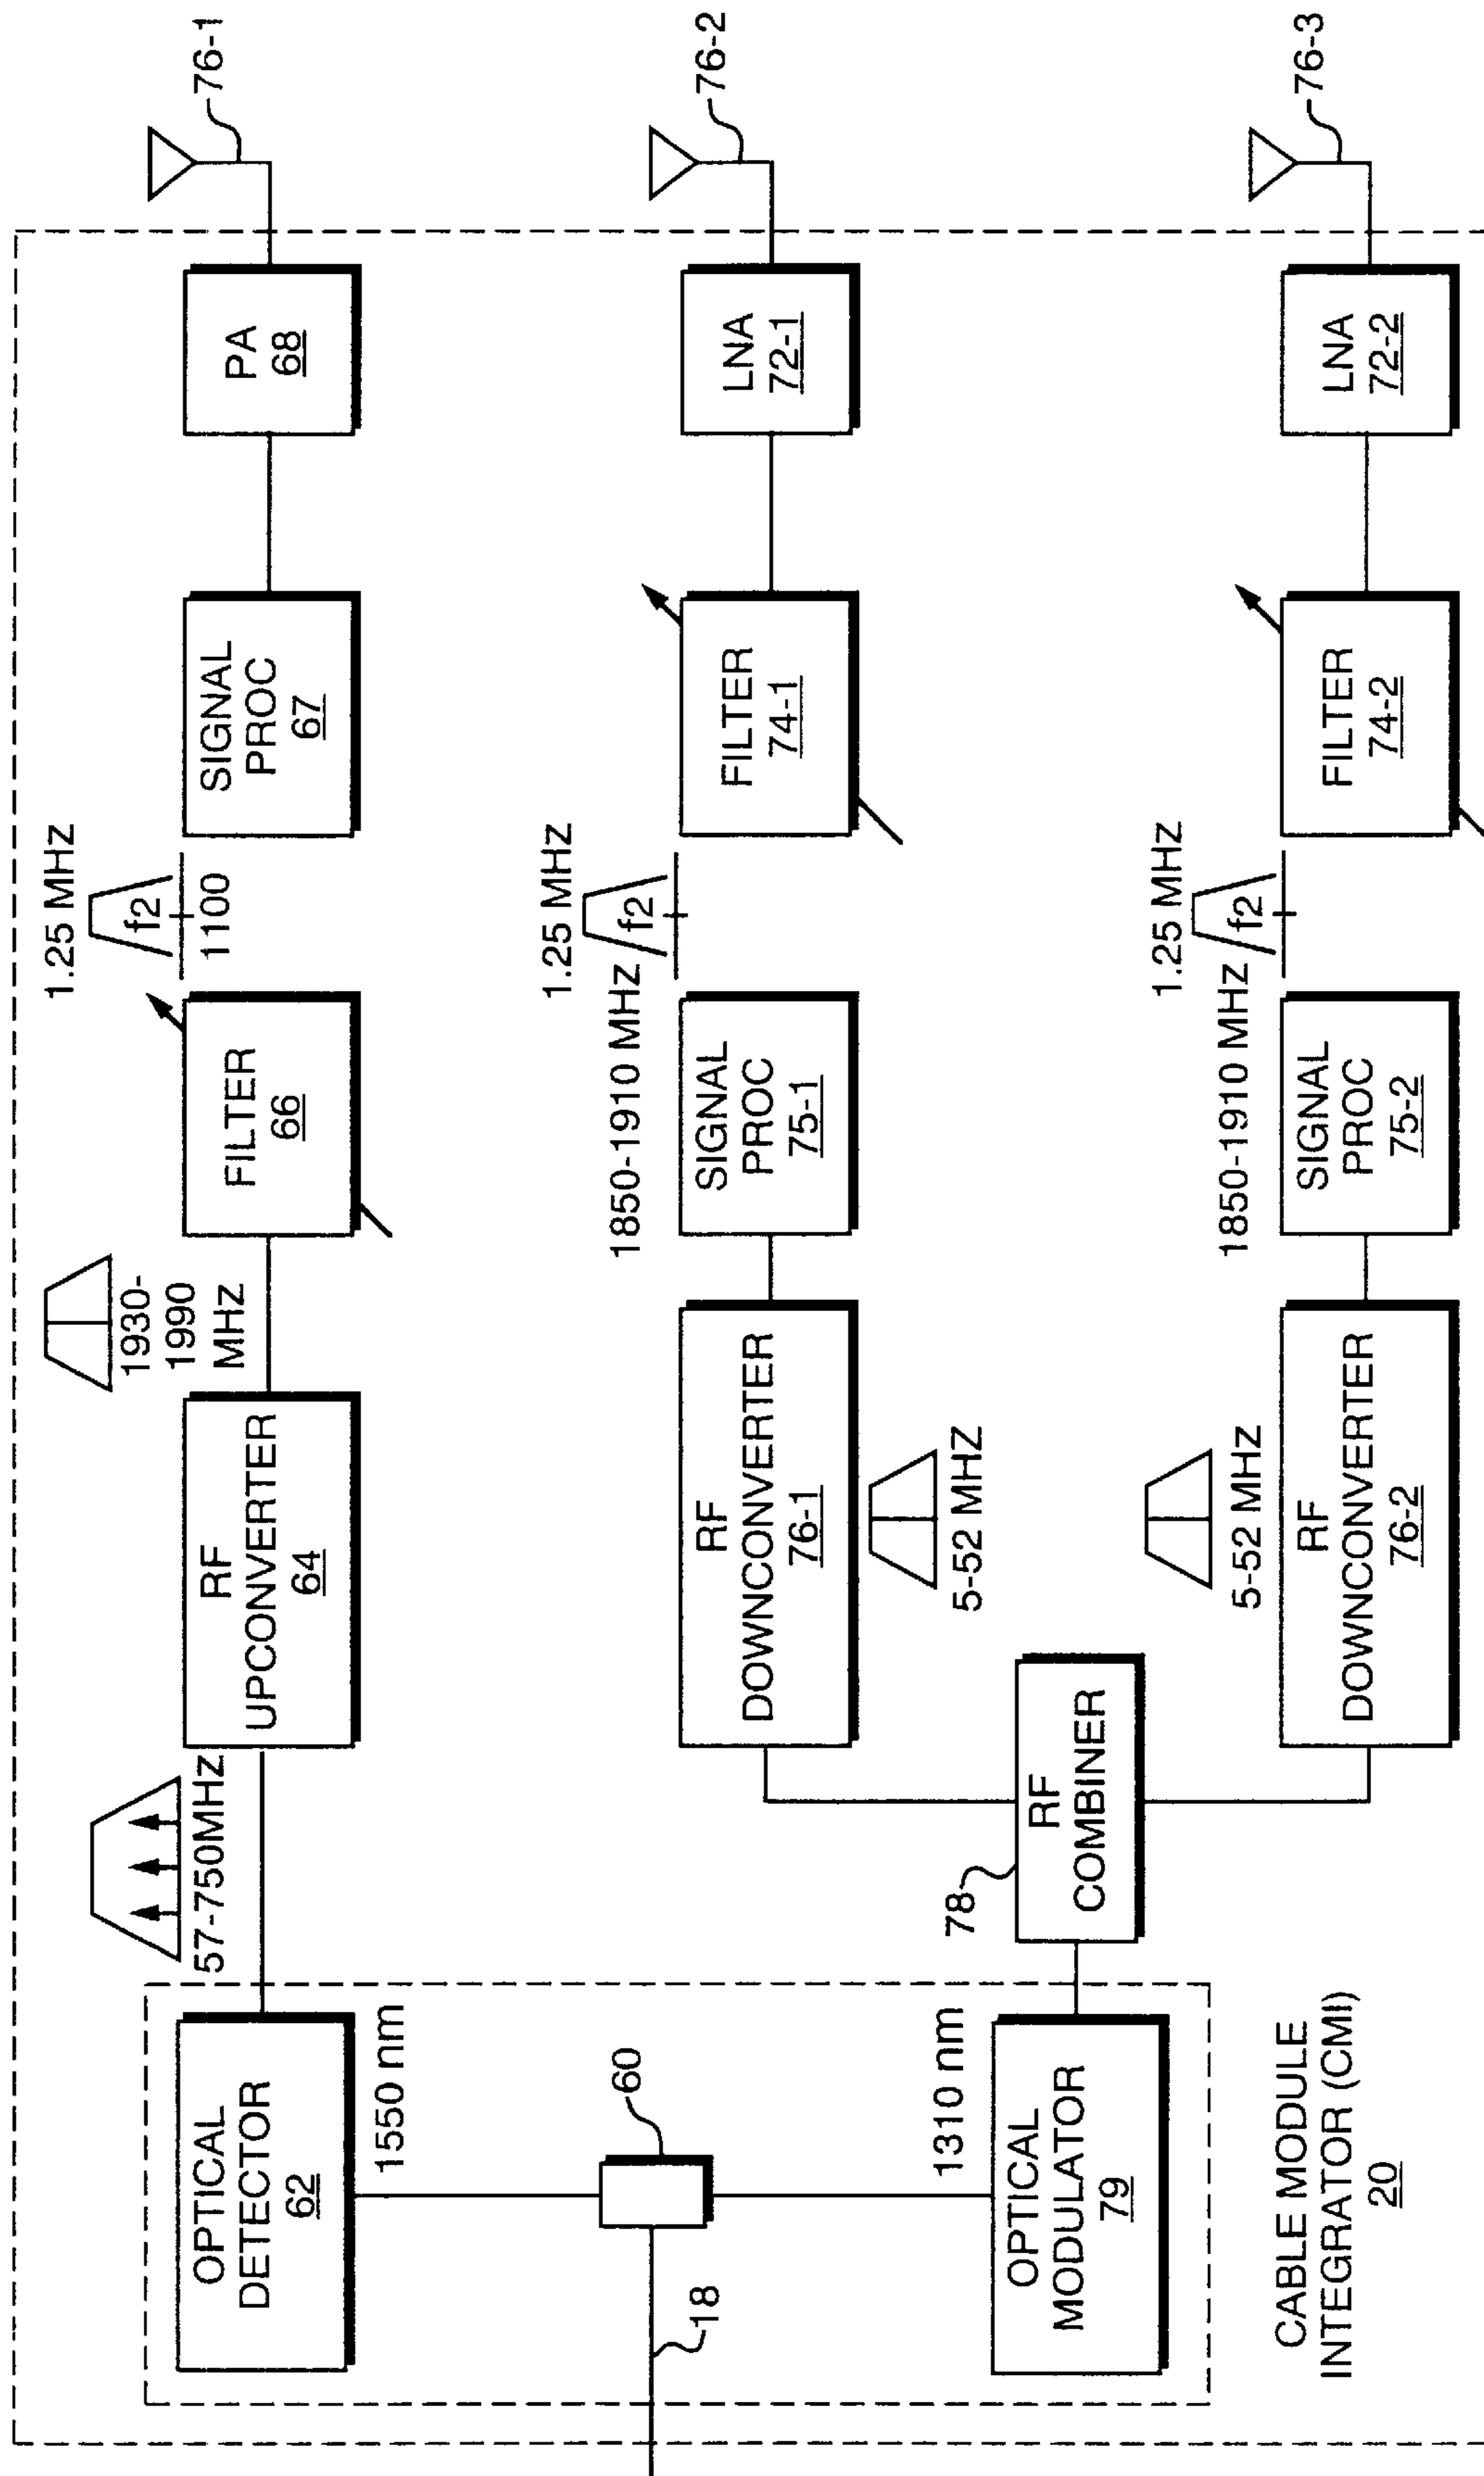 57-750MHz
1930-
1990
MHz
1.25 MHz
f2
1100
OPTICAL
DETECTOR
62
1550 nm
RF
UPCONVERTER
64
FILTER
66
SIGNAL
PROC
67
PA
68
76-1
1.25 MHz
f2
1850-1910 MHz
RF
DOWNCONVERTER
76-1
5-52 MHZ
SIGNAL
PROC
75-1
FILTER
74-1
LNA
72-1
76-2
18
60
78
RF
COMBINER
1310 nm
OPTICAL
MODULATOR
79
1.25 MHz
f2
1850-1910 MHz
5-52 MHZ
RF
DOWNCONVERTER
76-2
SIGNAL
PROC
75-2
FILTER
74-2
LNA
72-2
76-3
CABLE MODULE
INTEGRATOR (CMI)
20